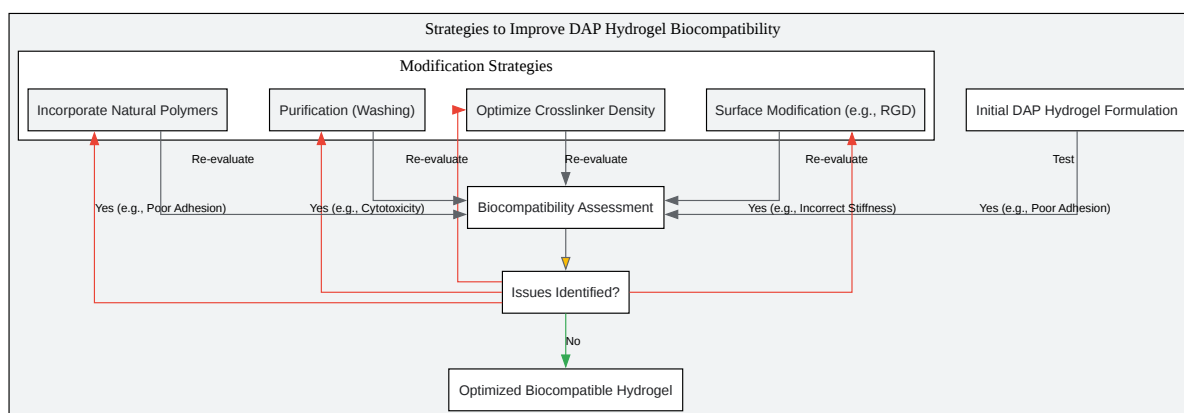 Strategies to Improve DAP Hydrogel Biocompatibility
Modification Strategies
Incorporate Natural Polymers
Purification (Washing)
Optimize Crosslinker Density
Surface Modification (e.g., RGD)
Initial DAP Hydrogel Formulation
Re-evaluate
Re-evaluate
Re-evaluate
Re-evaluate
Test
Yes (e.g., Poor Adhesion)
Yes (e.g., Cytotoxicity)
Biocompatibility Assessment
Yes (e.g., Incorrect Stiffness)
Yes (e.g., Poor Adhesion)
Issues Identified?
No
Optimized Biocompatible Hydrogel